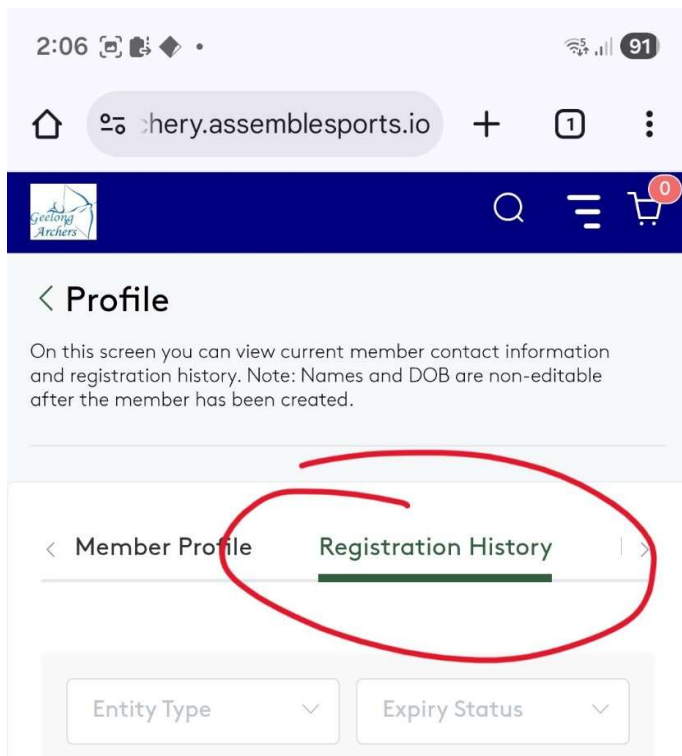 2:06
91
hery.assemblesports.io
1
Geelong
Archers
0
Profile
On this screen you can view current member contact information
and registration history. Note: Names and DOB are non-editable
after the member has been created.
Member Profile Registration History
Entity Type Expiry Status